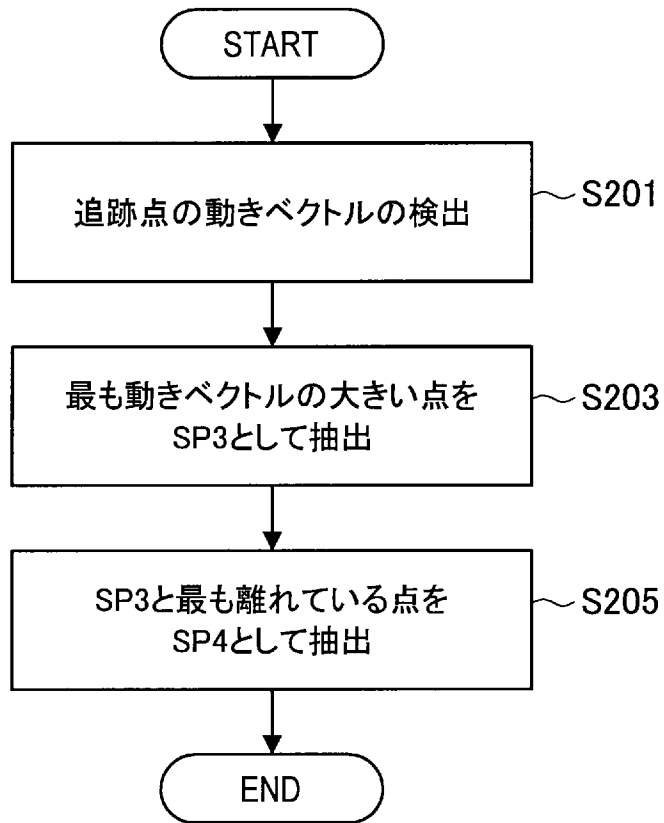 START
追跡点の動きベクトルの検出
S201
最も動きベクトルの大きい点を
SP3として抽出
S203
SP3と最も離れている点を
SP4として抽出
S205
END